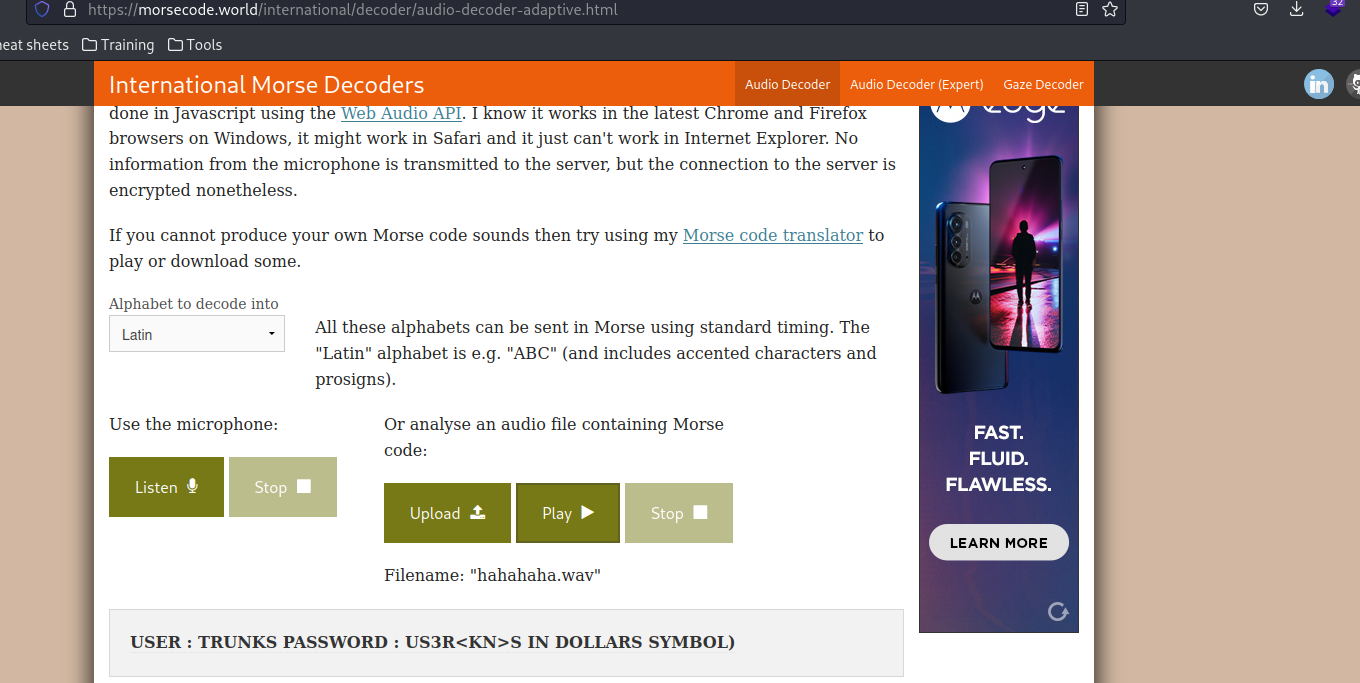 https://morsecode.world/international/decoder/audio-decoder-adaptive.html
32
eat sheets Training Tools
International Morse Decoders Audio Decoder Audio Decoder (Expert) Gaze Decoder
in
done in Javascript using the Web Audio API. I know it works in the latest Chrome and Firefox
browsers on Windows, it might work in Safari and it just can't work in Internet Explorer. No
information from the microphone is transmitted to the server, but the connection to the server is
encrypted nonetheless.
If you cannot produce your own Morse code sounds then try using my Morse code translator to
play or download some.
Alphabet to decode into
Latin
All these alphabets can be sent in Morse using standard timing. The
"Latin" alphabet is e.g. "ABC" (and includes accented characters and
prosigns).
Use the microphone:
Listen Stop
Or analyse an audio file containing Morse
code:
Upload Play Stop
Filename: "hahahaha.wav"
USER : TRUNKS PASSWORD : US3R<KN>S IN DOLLARS SYMBOL)
edge
FAST.
FLUID.
FLAWLESS.
LEARN MORE